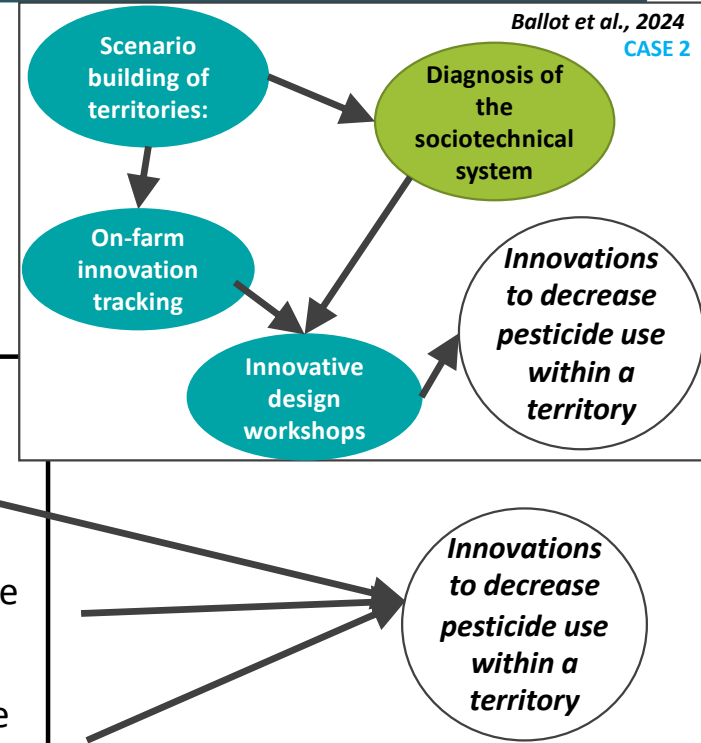 Ballot et al., 2024
CASE 2
Scenario
building of
territories:
Diagnosis of
the
sociotechnical
system
On-farm
innovation
tracking
Innovations
to decrease
pesticide use
within a
territory
Innovative
design
workshops
Innovations
to decrease
pesticide use
within a
territory
e
e